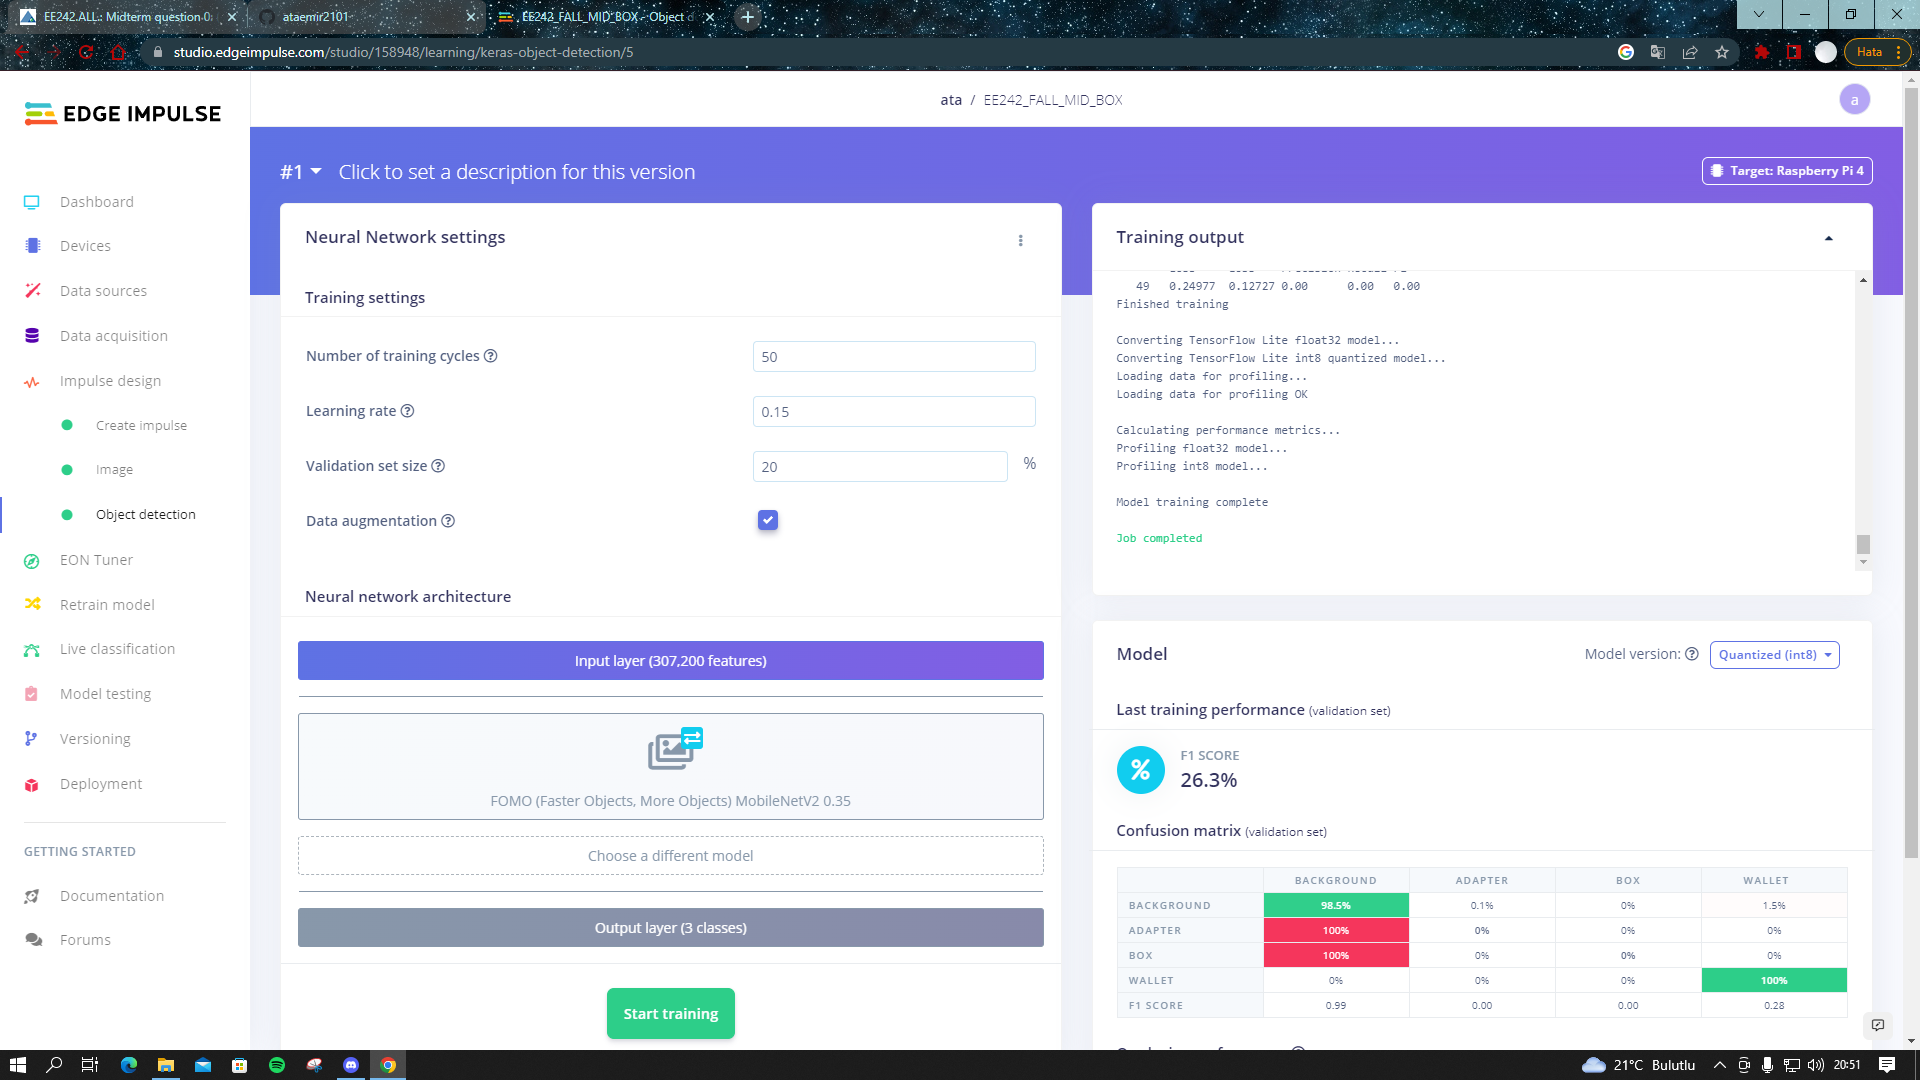 EE242.ALL.: Midterm question 0
ataemir2101
EE242_FALL_MID_BOX - Object d
studio.edgeimpulse.com/studio/158948/learning/keras-object-detection/5
Hata
EDGE IMPULSE
ata / EE242_FALL_MID_BOX
a
#1 Click to set a description for this version
Target: Raspberry Pi 4
Dashboard
Devices
Data sources
Data acquisition
Impulse design
Create impulse
Image
Object detection
EON Tuner
Retrain model
Live classification
Model testing
Versioning
Deployment
GETTING STARTED
Documentation
Forums
Neural Network settings
Training settings
Number of training cycles
50
Learning rate
0.15
Validation set size
20
%
Data augmentation
Neural network architecture
Input layer (307,200 features)
FOMO (Faster Objects, More Objects) MobileNetV2 0.35
Choose a different model
Output layer (3 classes)
Start training
Training output
49 0.24977 0.12727 0.00 0.00 0.00
Finished training
Converting TensorFlow Lite float32 model...
Converting TensorFlow Lite int8 quantized model...
Loading data for profiling...
Loading data for profiling OK
Calculating performance metrics...
Profiling float32 model...
Profiling int8 model...
Model training complete
Job completed
Model
Model version: Quantized (int8)
Last training performance (validation set)
%
F1 SCORE
26.3%
Confusion matrix (validation set)
BACKGROUND ADAPTER BOX WALLET
BACKGROUND 98.5% 0.1% 0% 1.5%
ADAPTER 100% 0% 0% 0%
BOX 100% 0% 0% 0%
WALLET 0% 0% 0% 100%
F1 SCORE 0.99 0.00 0.00 0.28
21°C Bulutlu
20:51